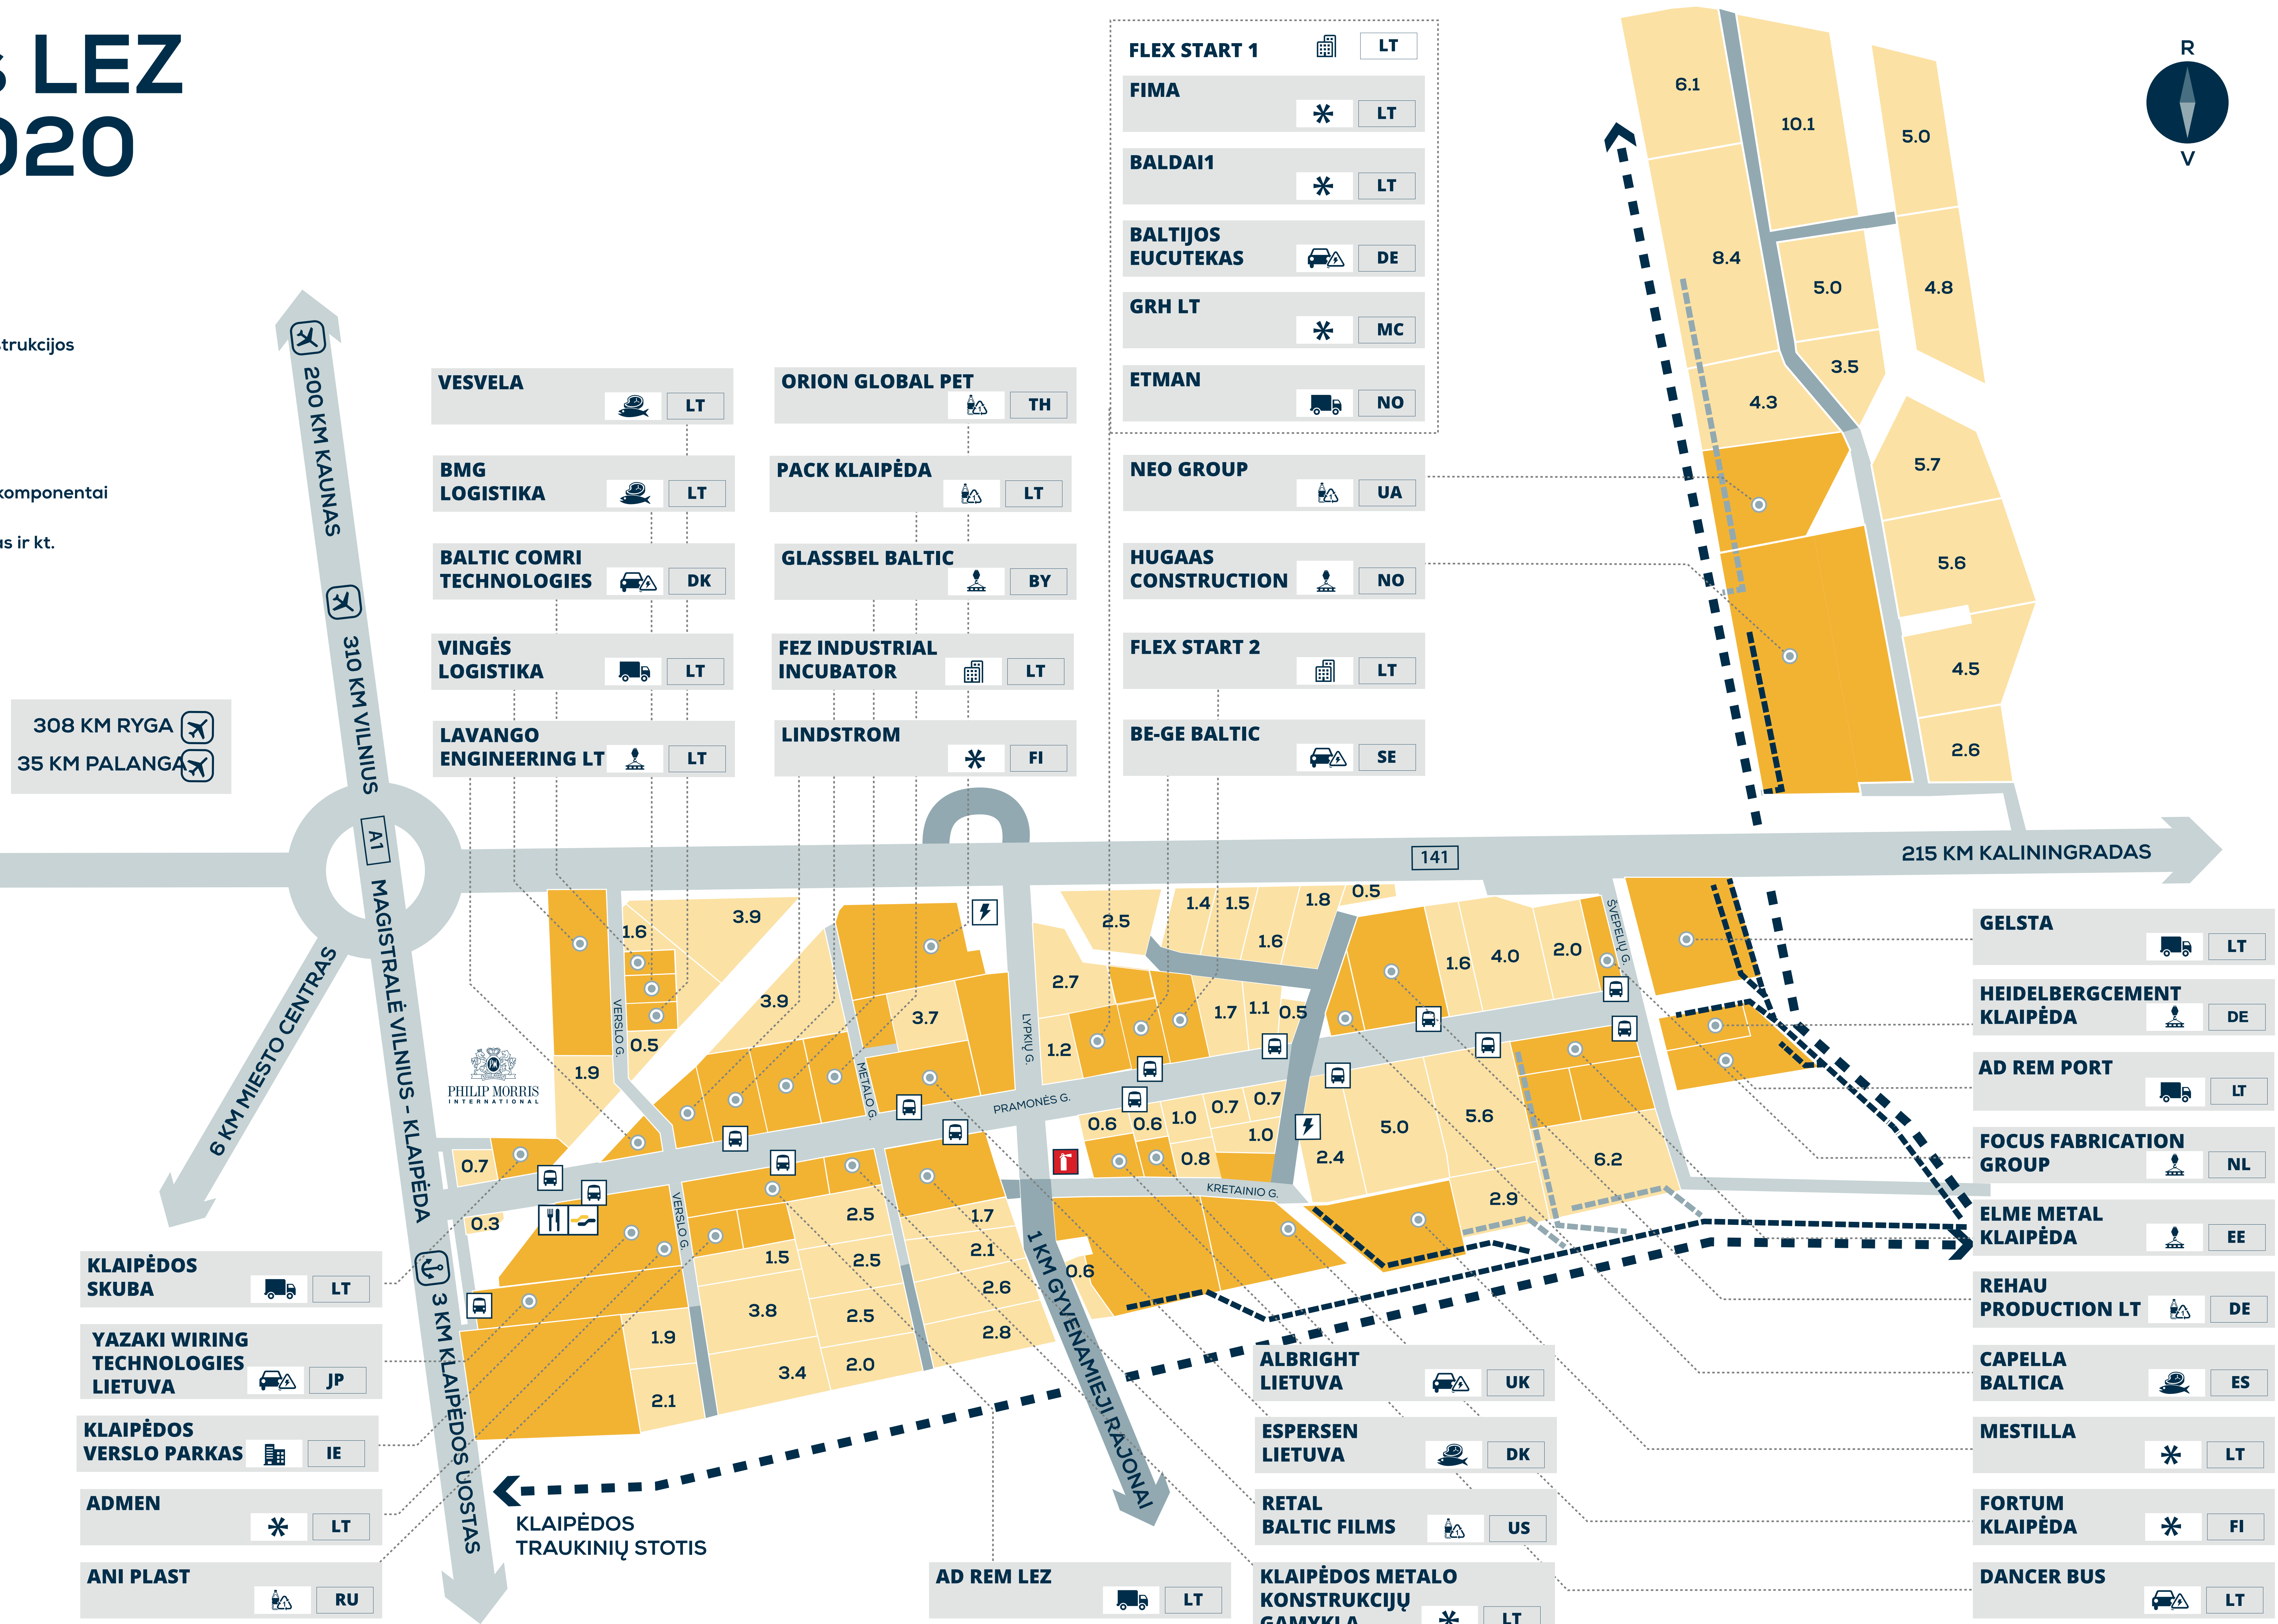 LEZ
020
R
V
trukcijos
komponentai
as ir kt.
308 KM RYGA
35 KM PALANGA
200 KM KAUNAS
310 KM VILNIUS
A1
MAGISTRALĖ VILNIUS - KLAIPĖDA
3 KM KLAIPĖDOS UOSTAS
6 KM MIESTO CENTRAS
141
215 KM KALININGRADAS
1 KM GYVENAMIEJI RAJONAI
KLAIPĖDOS
TRAUKINIŲ STOTIS
PHILIP MORRIS
INTERNATIONAL
VERSLO G.
VERSLO G.
METALO G.
LYPKIŲ G.
PRAMONĖS G.
KRETAINIO G.
ŠVEPELIŲ G.
VESVELA
LT
BMG
LOGISTIKA
LT
BALTIC COMRI
TECHNOLOGIES
DK
VINGĖS
LOGISTIKA
LT
LAVANGO
ENGINEERING LT
LT
ORION GLOBAL PET
TH
PACK KLAIPĖDA
LT
GLASSBEL BALTIC
BY
FEZ INDUSTRIAL
INCUBATOR
LT
LINDSTROM
FI
FLEX START 1
LT
FIMA
LT
BALDAI1
LT
BALTIJOS
EUCUTEKAS
DE
GRH LT
MC
ETMAN
NO
NEO GROUP
UA
HUGAAS
CONSTRUCTION
NO
FLEX START 2
LT
BE-GE BALTIC
SE
6.1
10.1
5.0
8.4
5.0
4.8
3.5
4.3
5.7
5.6
4.5
2.6
3.9
1.6
3.9
0.5
1.9
3.7
0.7
0.3
2.5
1.4
1.5
1.8
0.5
1.6
2.7
1.7
1.1
0.5
1.2
1.6
4.0
2.0
0.6
0.6
1.0
0.7
0.7
1.0
0.8
2.4
5.0
5.6
6.2
2.9
2.5
1.7
1.5
2.5
2.1
3.8
2.5
2.6
1.9
2.8
3.4
2.0
2.1
0.6
KLAIPĖDOS
SKUBA
LT
YAZAKI WIRING
TECHNOLOGIES
LIETUVA
JP
KLAIPĖDOS
VERSLO PARKAS
IE
ADMEN
LT
ANI PLAST
RU
AD REM LEZ
LT
ALBRIGHT
LIETUVA
UK
ESPERSEN
LIETUVA
DK
RETAL
BALTIC FILMS
US
KLAIPĖDOS METALO
KONSTRUKCIJŲ
GAMYKLA
LT
GELSTA
LT
HEIDELBERGCEMENT
KLAIPĖDA
DE
AD REM PORT
LT
FOCUS FABRICATION
GROUP
NL
ELME METAL
KLAIPĖDA
EE
REHAU
PRODUCTION LT
DE
CAPELLA
BALTICA
ES
MESTILLA
LT
FORTUM
KLAIPĖDA
FI
DANCER BUS
LT